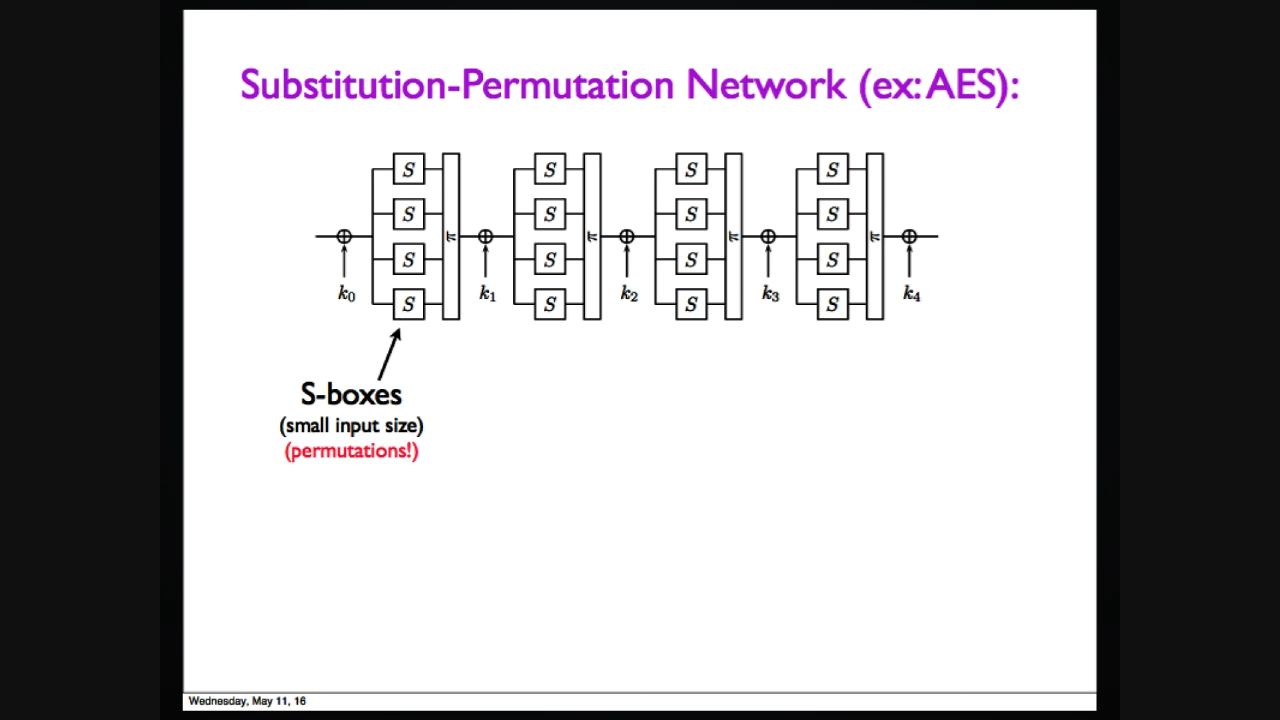 Substitution-Permutation Network (ex: AES):
S S S S
S S S S
π π π π
S S S S
k0 k1 k2 k3 k4
S S S S
S-boxes
(small input size)
(permutations!)
Wednesday, May 11, 16